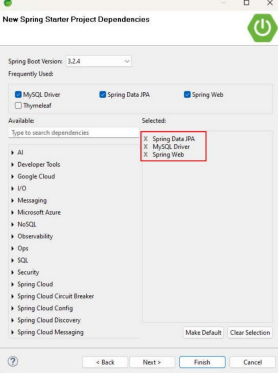 New Spring Starter Project Dependencies
Spring Boot Version: 3.2.4
Frequently Used:
MySQL Driver Spring Data JPA Spring Web
Thymeleaf
Available: Selected:
Type to search dependencies
X Spring Data JPA
X MySQL Driver
X Spring Web
AI
Developer Tools
Google Cloud
I/O
Messaging
Microsoft Azure
NoSQL
Observability
Ops
SQL
Security
Spring Cloud
Spring Cloud Circuit Breaker
Spring Cloud Config
Spring Cloud Discovery
Spring Cloud Messaging
Make Default Clear Selection
? < Back Next > Finish Cancel